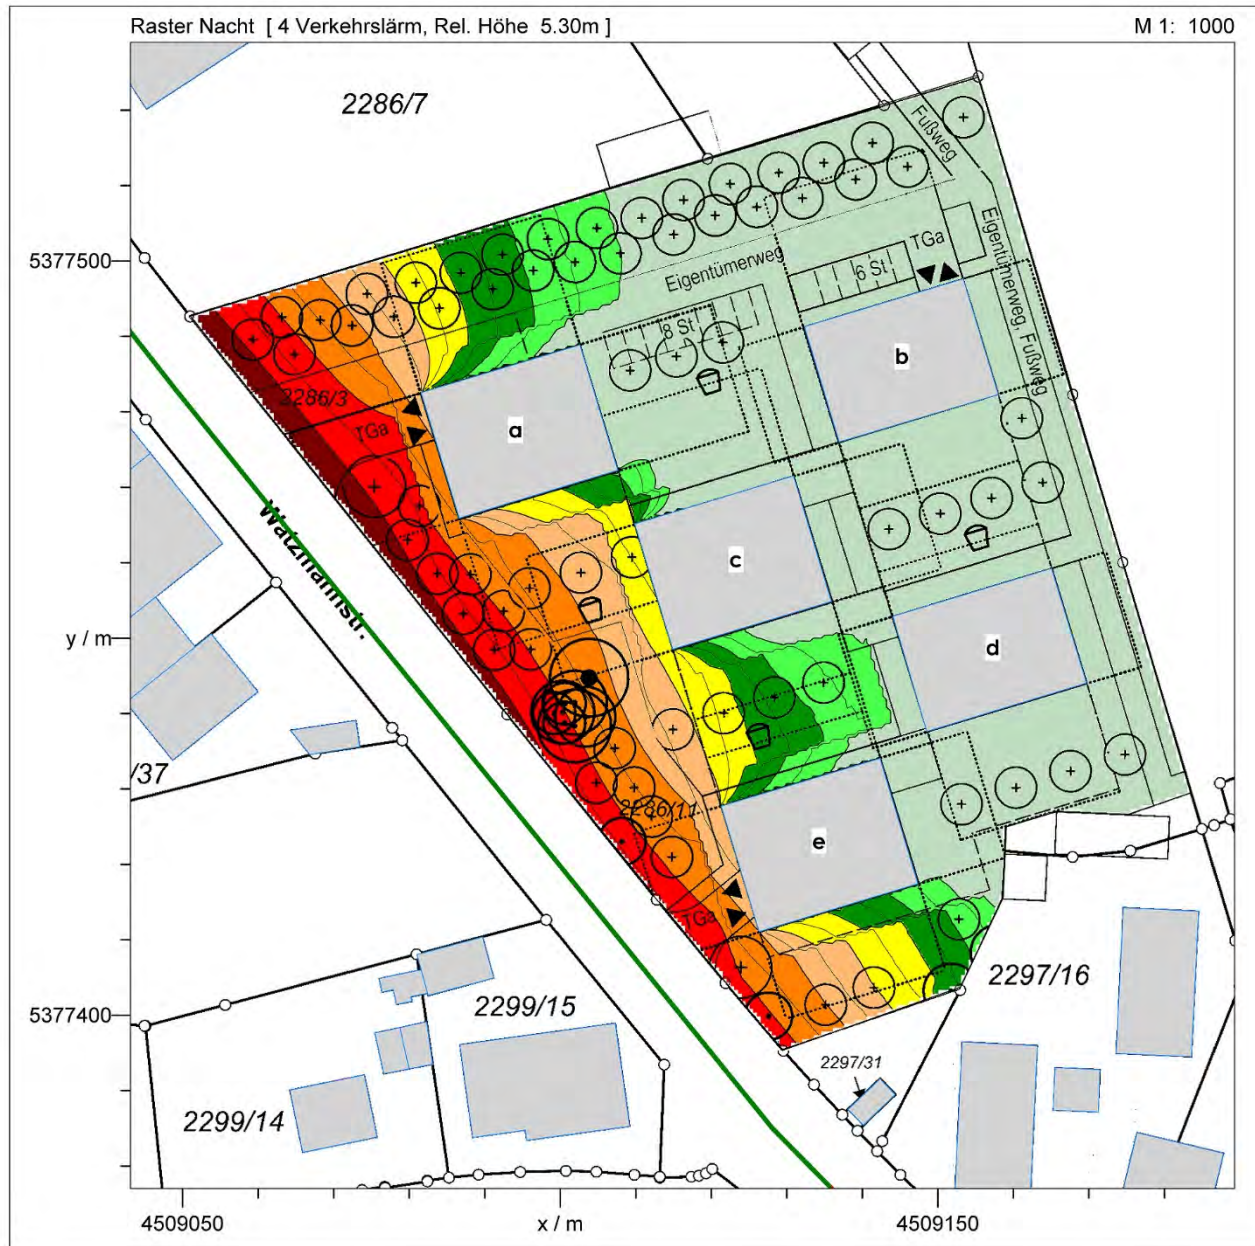 Raster Nacht [ 4 Verkehrslärm, Rel. Höhe 5.30m ]
M 1: 1000
2286/7
Fußweg
5377500
Eigentümerweg
6 St
TGa
Eigentümerweg, Fußweg
8 St
b
2286/3
TGa
a
Watzmannstr.
c
y / m
d
/37
2286/11
e
TGa
2297/16
5377400
2299/15
2297/31
2299/14
4509050
x / m
4509150